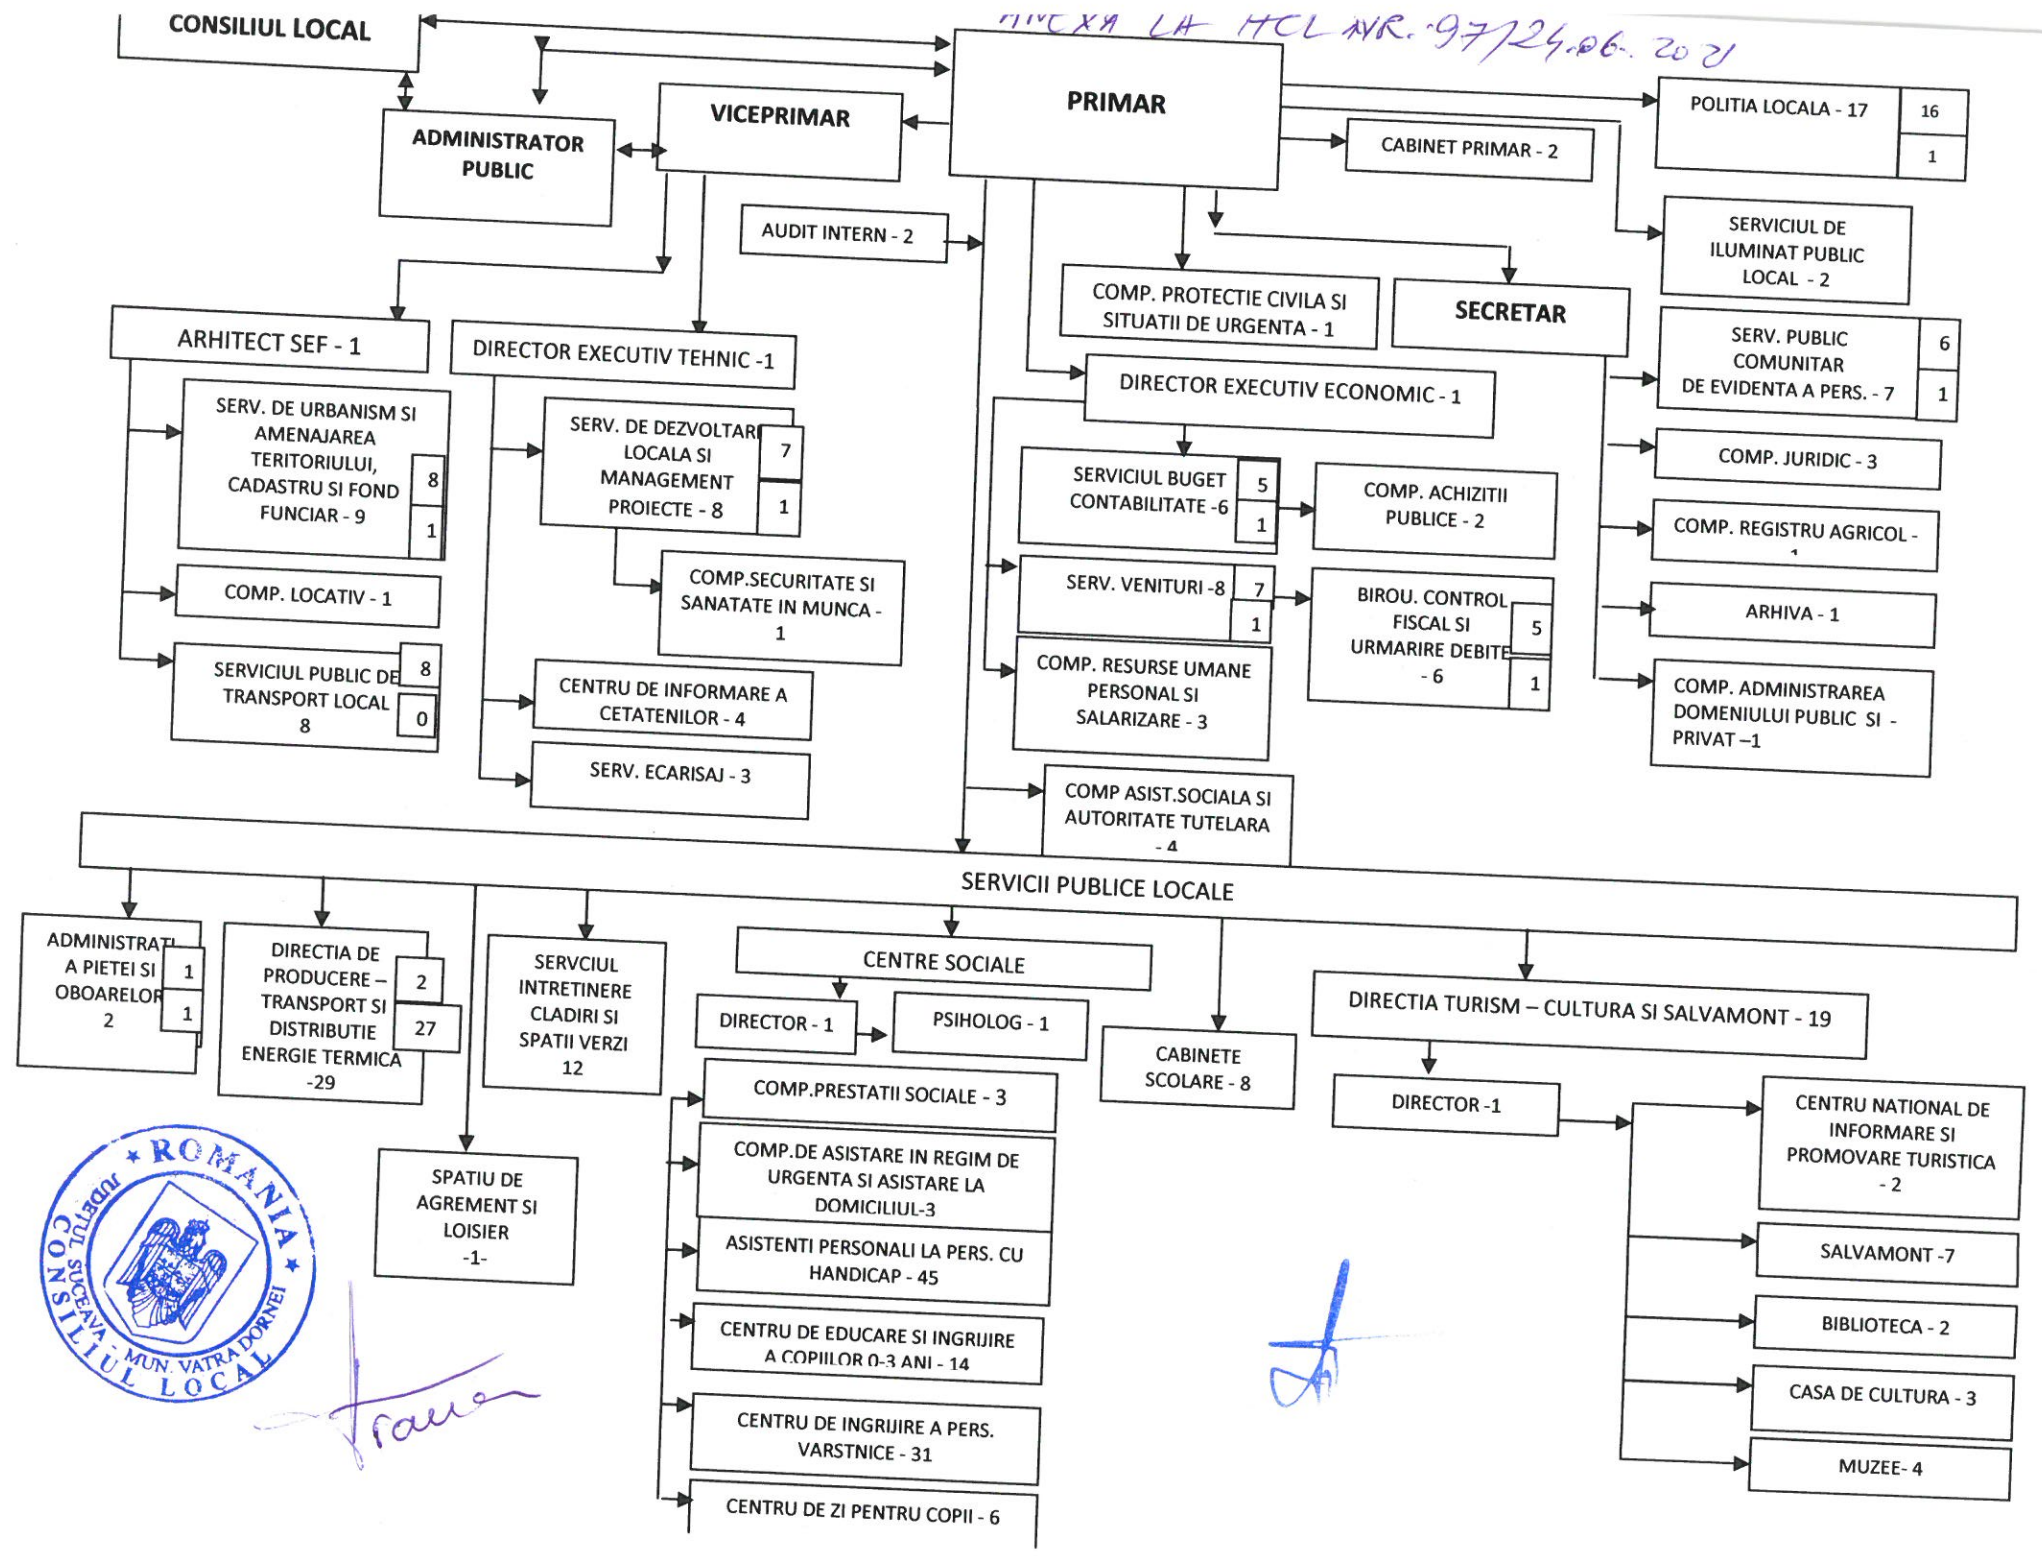 ANEXA LA HCL NR. 97/24.06.2021
CONSILIUL LOCAL
PRIMAR
VICEPRIMAR
ADMINISTRATOR
PUBLIC
POLITIA LOCALA - 17
16
1
CABINET PRIMAR - 2
AUDIT INTERN - 2
SERVICIUL DE
ILUMINAT PUBLIC
LOCAL - 2
COMP. PROTECTIE CIVILA SI
SITUATII DE URGENTA - 1
SECRETAR
ARHITECT SEF - 1
DIRECTOR EXECUTIV TEHNIC -1
DIRECTOR EXECUTIV ECONOMIC - 1
SERV. PUBLIC
COMUNITAR
DE EVIDENTA A PERS. - 7
6
1
SERV. DE URBANISM SI
AMENAJAREA
TERITORIULUI,
CADASTRU SI FOND
FUNCIAR - 9
8
1
COMP. LOCATIV - 1
SERVICIUL PUBLIC DE
TRANSPORT LOCAL
8
8
0
SERV. DE DEZVOLTARE
LOCALA SI
MANAGEMENT
PROIECTE - 8
7
1
COMP.SECURITATE SI
SANATATE IN MUNCA -
1
CENTRU DE INFORMARE A
CETATENILOR - 4
SERV. ECARISAJ - 3
SERVICIUL BUGET
CONTABILITATE -6
5
1
COMP. ACHIZITII
PUBLICE - 2
SERV. VENITURI -8
7
1
BIROU. CONTROL
FISCAL SI
URMARIRE DEBITE
- 6
5
1
COMP. RESURSE UMANE
PERSONAL SI
SALARIZARE - 3
COMP ASIST.SOCIALA SI
AUTORITATE TUTELARA
- 4
COMP. JURIDIC - 3
COMP. REGISTRU AGRICOL -
1
ARHIVA - 1
COMP. ADMINISTRAREA
DOMENIULUI PUBLIC SI -
PRIVAT –1
SERVICII PUBLICE LOCALE
ADMINISTRATI
A PIETEI SI
OBOARELOR
2
1
1
DIRECTIA DE
PRODUCERE –
TRANSPORT SI
DISTRIBUTIE
ENERGIE TERMICA
-29
2
27
SERVCIUL
INTRETINERE
CLADIRI SI
SPATII VERZI
12
SPATIU DE
AGREMENT SI
LOISIER
-1-
CENTRE SOCIALE
DIRECTOR - 1
PSIHOLOG - 1
COMP.PRESTATII SOCIALE - 3
COMP.DE ASISTARE IN REGIM DE
URGENTA SI ASISTARE LA
DOMICILIUL-3
ASISTENTI PERSONALI LA PERS. CU
HANDICAP - 45
CENTRU DE EDUCARE SI INGRIJIRE
A COPIILOR 0-3 ANI - 14
CENTRU DE INGRIJIRE A PERS.
VARSTNICE - 31
CENTRU DE ZI PENTRU COPII - 6
CABINETE
SCOLARE - 8
DIRECTIA TURISM – CULTURA SI SALVAMONT - 19
DIRECTOR -1
CENTRU NATIONAL DE
INFORMARE SI
PROMOVARE TURISTICA
- 2
SALVAMONT -7
BIBLIOTECA - 2
CASA DE CULTURA - 3
MUZEE- 4
ROMANIA
CONSILIUL LOCAL
JUDEȚUL SUCEAVA - MUN. VATRA DORNEI